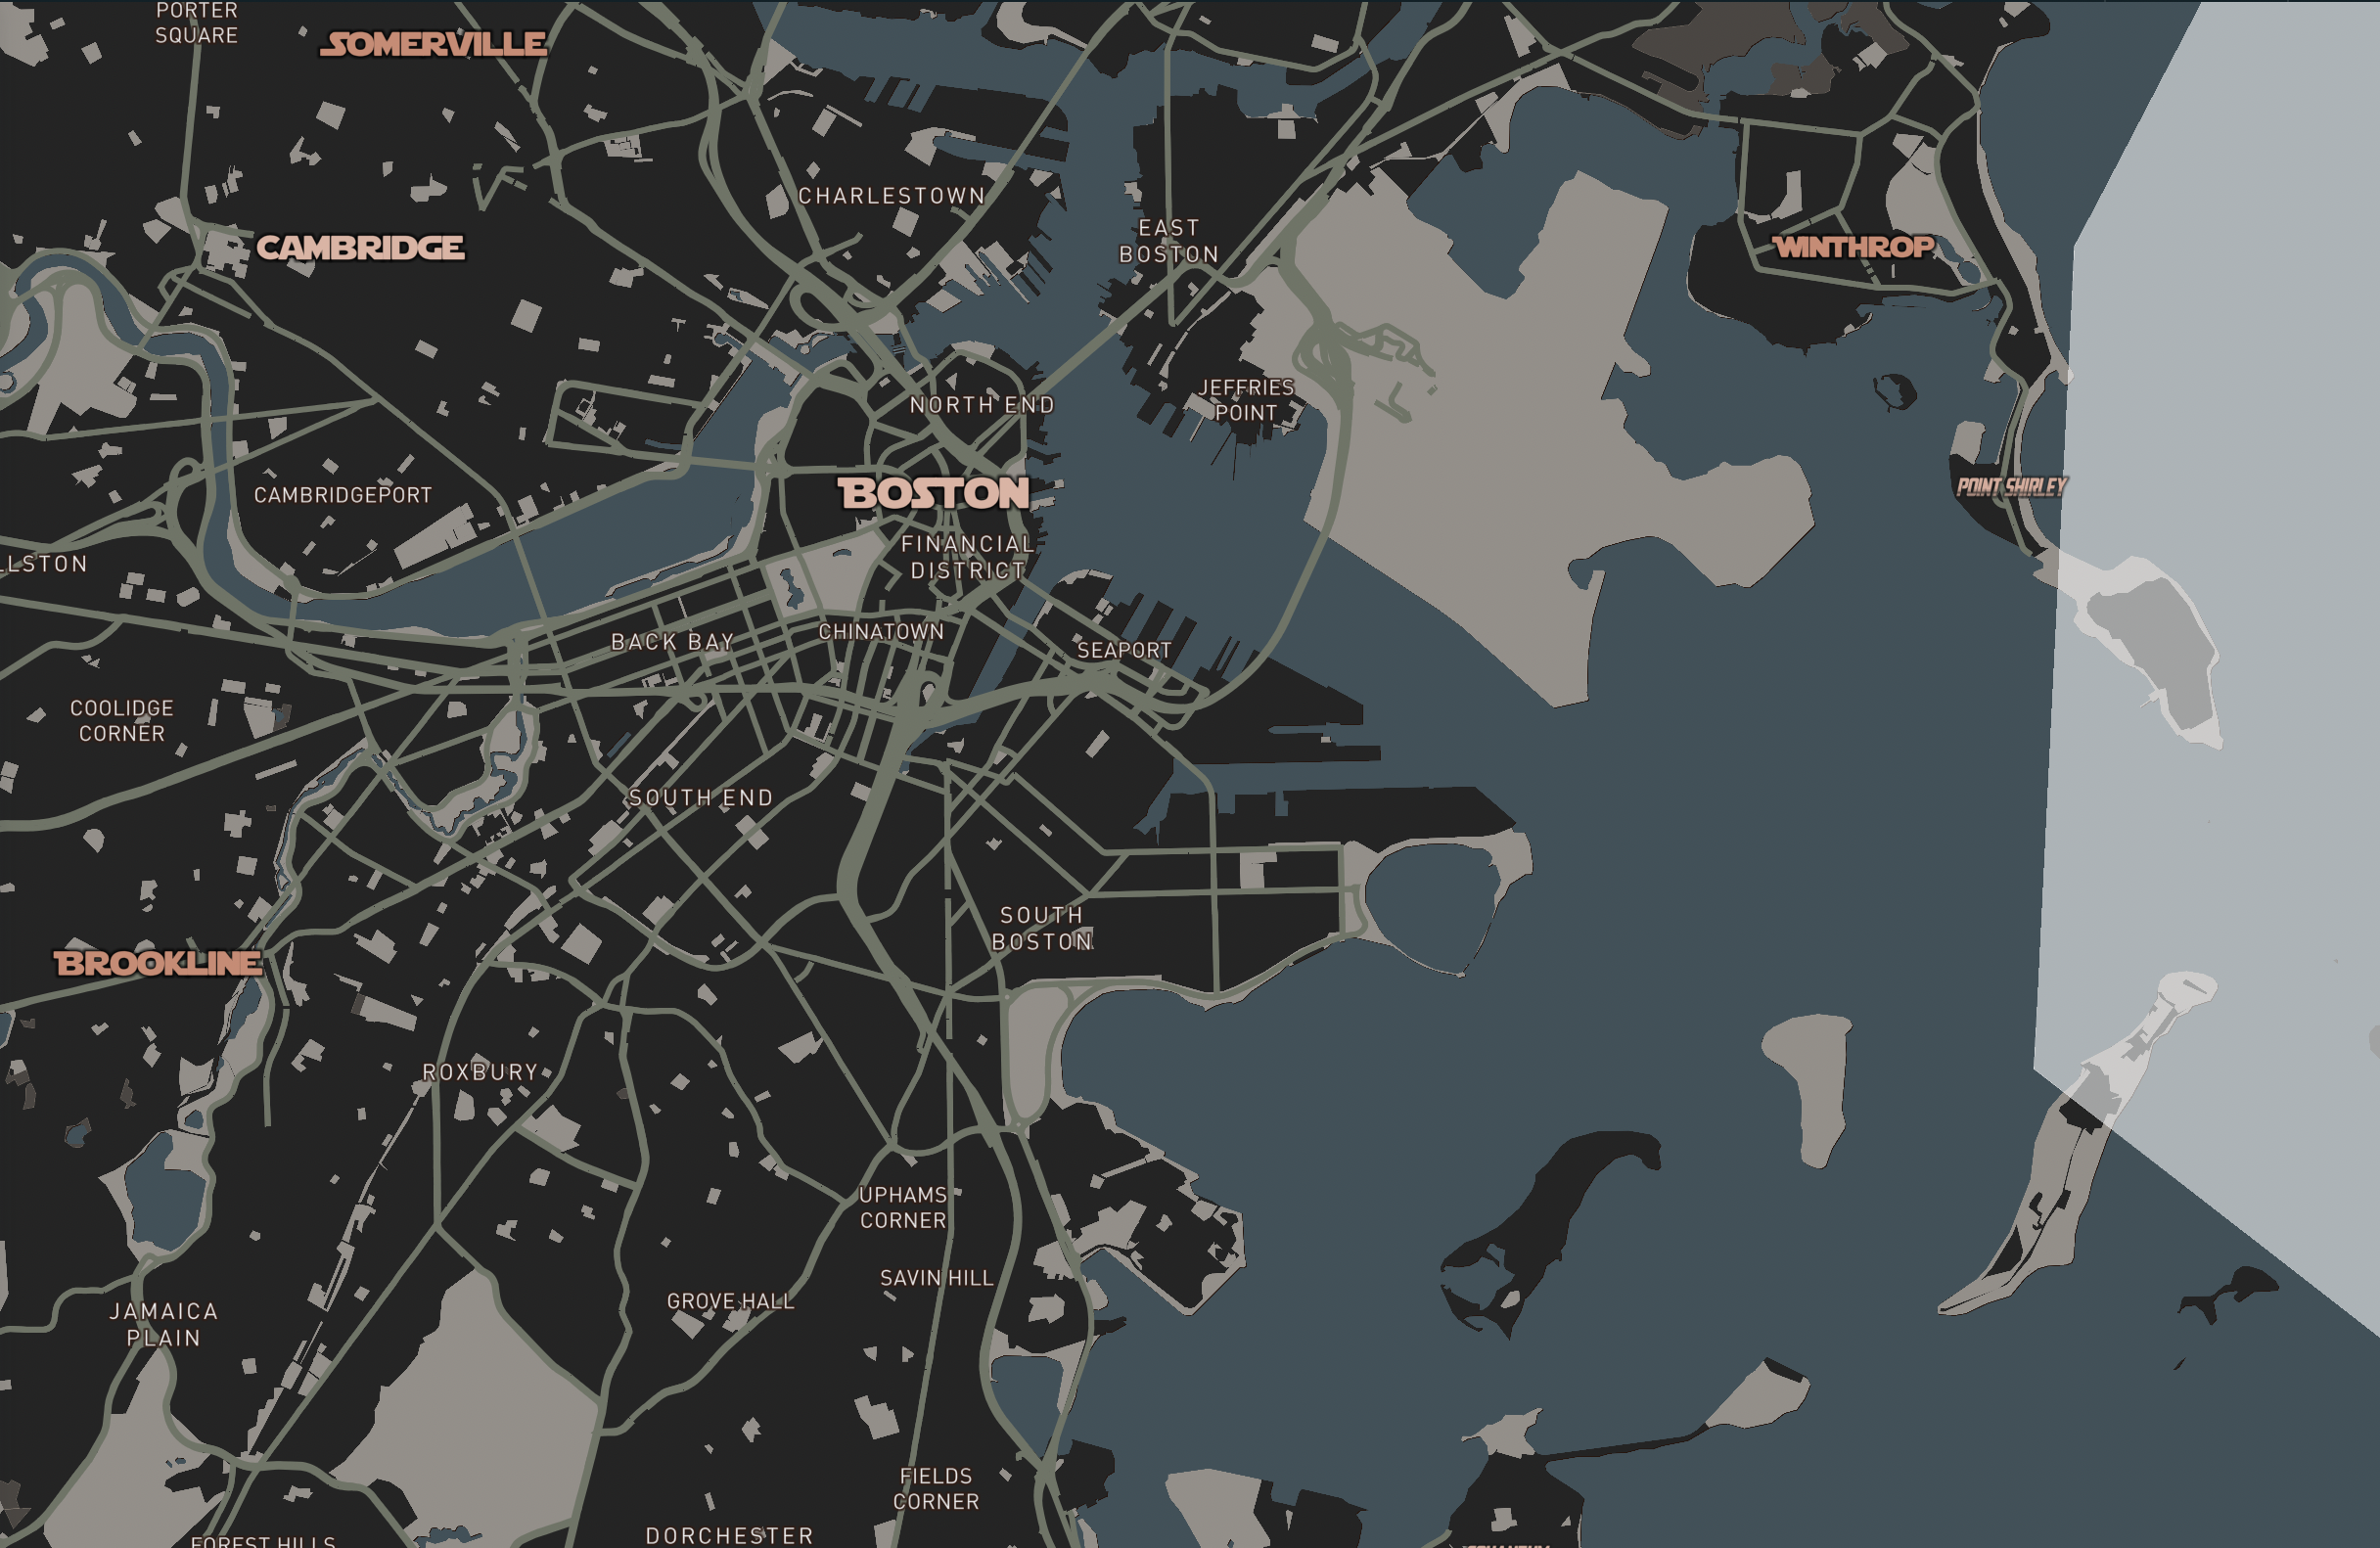 PORTER
SQUARE
SOMERVILLE
CHARLESTOWN
EAST
BOSTON
CAMBRIDGE
WINTHROP
JEFFRIES
POINT
NORTH END
CAMBRIDGEPORT
BOSTON
POINT SHIRLEY
FINANCIAL
DISTRICT
LLSTON
CHINATOWN
BACK BAY
SEAPORT
COOLIDGE
CORNER
SOUTH END
SOUTH
BOSTON
BROOKLINE
ROXBURY
UPHAMS
CORNER
SAVIN HILL
GROVE HALL
JAMAICA
PLAIN
FIELDS
CORNER
DORCHESTER
FOREST HILLS